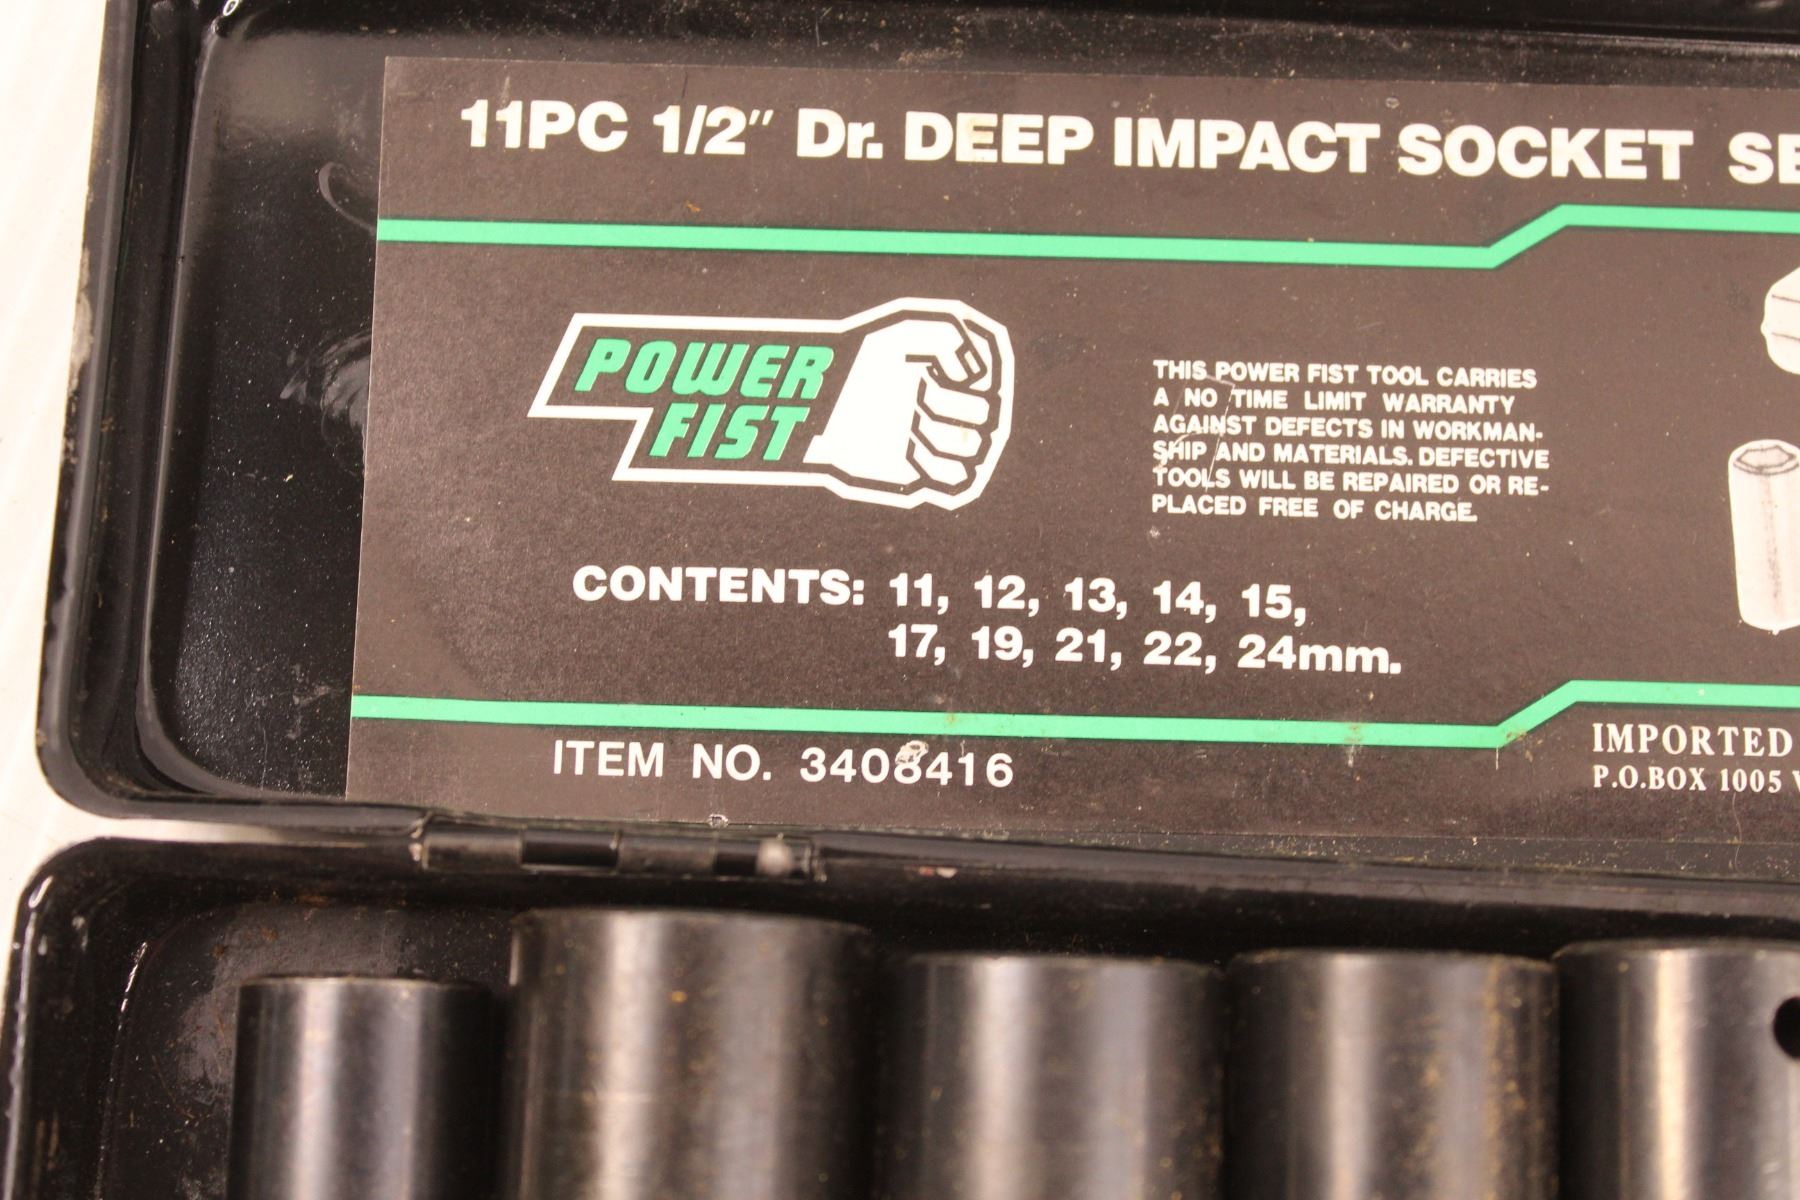 11PC 1/2" Dr. DEEP IMPACT SOCKET SE
POWER
FIST
THIS POWER FIST TOOL CARRIES
A NO TIME LIMIT WARRANTY
AGAINST DEFECTS IN WORKMAN-
SHIP AND MATERIALS. DEFECTIVE
TOOLS WILL BE REPAIRED OR RE-
PLACED FREE OF CHARGE.
CONTENTS: 11, 12, 13, 14, 15,
17, 19, 21, 22, 24mm.
ITEM NO. 3408416
IMPORTED
P.O.BOX 1005